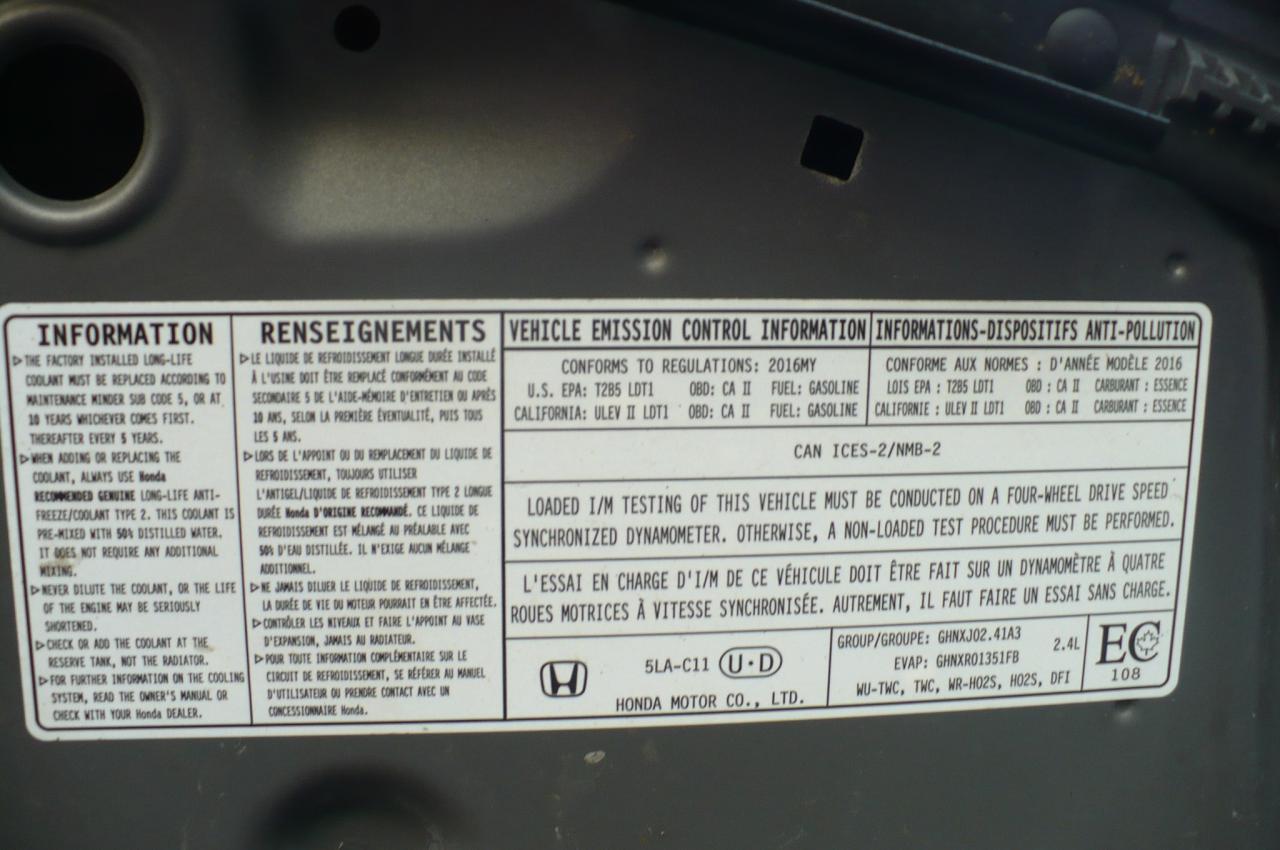 INFORMATION
▷THE FACTORY INSTALLED LONG-LIFE
COOLANT MUST BE REPLACED ACCORDING TO
MAINTENANCE MINDER SUB CODE 5, OR AT
10 YEARS WHICHEVER COMES FIRST.
THEREAFTER EVERY 5 YEARS.
▷WHEN ADDING OR REPLACING THE
COOLANT, ALWAYS USE Honda
RECOMMENDED GENUINE LONG-LIFE ANTI-
FREEZE/COOLANT TYPE 2. THIS COOLANT IS
PRE-MIXED WITH 50% DISTILLED WATER.
IT DOES NOT REQUIRE ANY ADDITIONAL
MIXING.
▷NEVER DILUTE THE COOLANT, OR THE LIFE
OF THE ENGINE MAY BE SERIOUSLY
SHORTENED.
▷CHECK OR ADD THE COOLANT AT THE
RESERVE TANK, NOT THE RADIATOR.
▷FOR FURTHER INFORMATION ON THE COOLING
SYSTEM, READ THE OWNER'S MANUAL OR
CHECK WITH YOUR Honda DEALER.
RENSEIGNEMENTS
▷LE LIQUIDE DE REFROIDISSEMENT LONGUE DURÉE INSTALLÉ
À L'USINE DOIT ÊTRE REMPLACÉ CONFORMÉMENT AU CODE
SECONDAIRE 5 DE L'AIDE-MÉMOIRE D'ENTRETIEN OU APRÈS
10 ANS, SELON LA PREMIÈRE ÉVENTUALITÉ, PUIS TOUS
LES 5 ANS.
▷LORS DE L'APPOINT OU DU REMPLACEMENT DU LIQUIDE DE
REFROIDISSEMENT, TOUJOURS UTILISER
L'ANTIGEL/LIQUIDE DE REFROIDISSEMENT TYPE 2 LONGUE
DURÉE Honda D'ORIGINE RECOMMANDÉ. CE LIQUIDE DE
REFROIDISSEMENT EST MÉLANGÉ AU PRÉALABLE AVEC
50% D'EAU DISTILLÉE. IL N'EXIGE AUCUN MÉLANGE
ADDITIONNEL.
▷NE JAMAIS DILUER LE LIQUIDE DE REFROIDISSEMENT,
LA DURÉE DE VIE DU MOTEUR POURRAIT EN ÊTRE AFFECTÉE.
▷CONTRÔLER LES NIVEAUX ET FAIRE L'APPOINT AU VASE
D'EXPANSION, JAMAIS AU RADIATEUR.
▷POUR TOUTE INFORMATION COMPLÉMENTAIRE SUR LE
CIRCUIT DE REFROIDISSEMENT, SE RÉFÉRER AU MANUEL
D'UTILISATEUR OU PRENDRE CONTACT AVEC UN
CONCESSIONNAIRE Honda.
VEHICLE EMISSION CONTROL INFORMATION
CONFORMS TO REGULATIONS: 2016MY
U.S. EPA: T2B5 LDT1 OBD: CA II FUEL: GASOLINE
CALIFORNIA: ULEV II LDT1 OBD: CA II FUEL: GASOLINE
INFORMATIONS-DISPOSITIFS ANTI-POLLUTION
CONFORME AUX NORMES : D'ANNÉE MODÈLE 2016
LOIS EPA : T2B5 LDT1 OBD : CA II CARBURANT : ESSENCE
CALIFORNIE : ULEV II LDT1 OBD : CA II CARBURANT : ESSENCE
CAN ICES-2/NMB-2
LOADED I/M TESTING OF THIS VEHICLE MUST BE CONDUCTED ON A FOUR-WHEEL DRIVE SPEED
SYNCHRONIZED DYNAMOMETER. OTHERWISE, A NON-LOADED TEST PROCEDURE MUST BE PERFORMED.
L'ESSAI EN CHARGE D'I/M DE CE VÉHICULE DOIT ÊTRE FAIT SUR UN DYNAMOMÈTRE À QUATRE
ROUES MOTRICES À VITESSE SYNCHRONISÉE. AUTREMENT, IL FAUT FAIRE UN ESSAI SANS CHARGE.
5LA-C11 U·D
HONDA MOTOR CO., LTD.
GROUP/GROUPE: GHNXJ02.41A3 2.4L
EVAP: GHNXR01351FB
WU-TWC, TWC, WR-HO2S, HO2S, DFI
EC
108